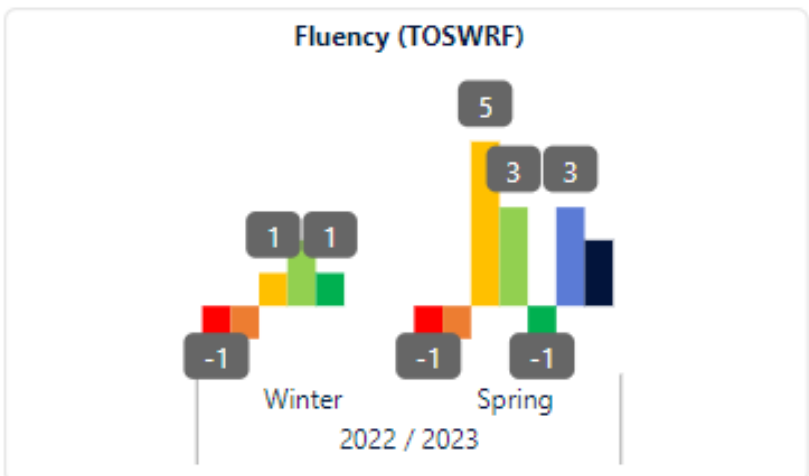 Fluency (TOSWRF)
5
3 3
1 1
-1 -1 -1
Winter Spring
2022 / 2023